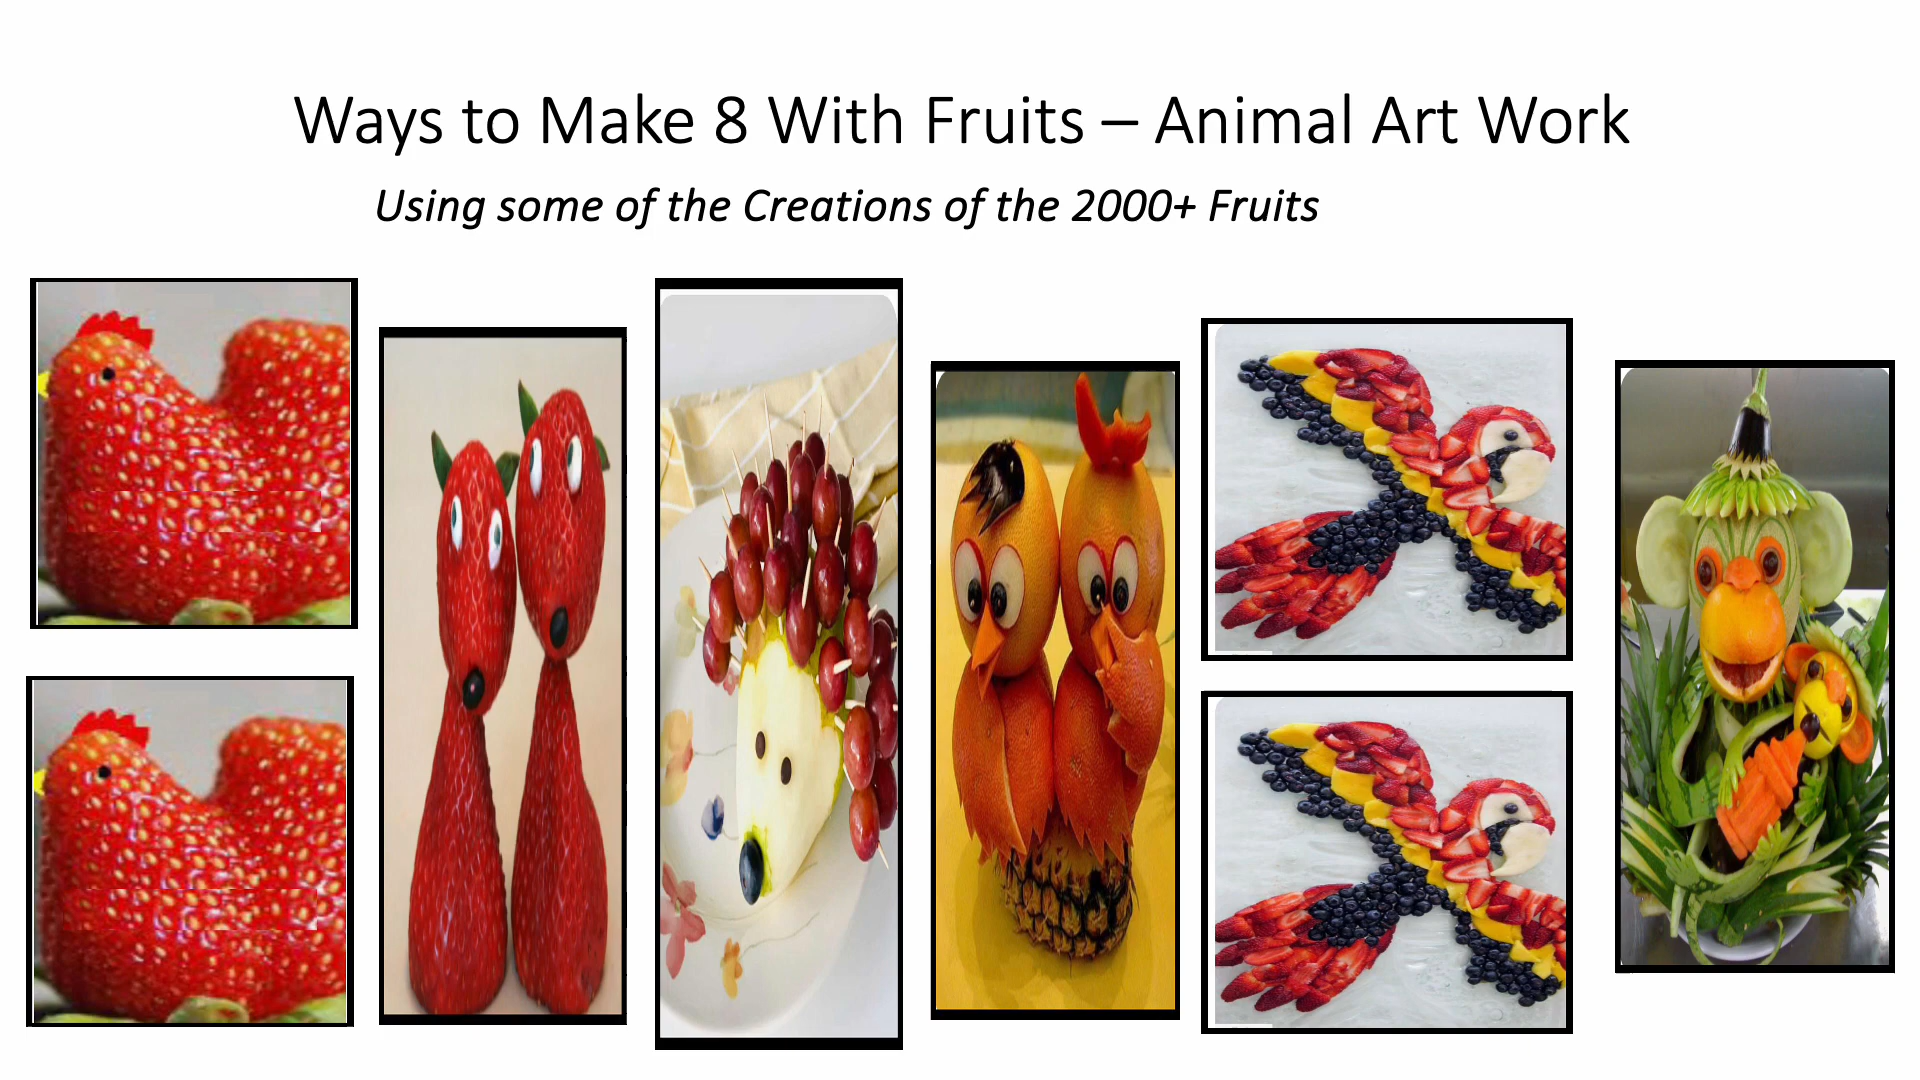 Ways to Make 8 With Fruits – Animal Art Work
Using some of the Creations of the 2000+ Fruits